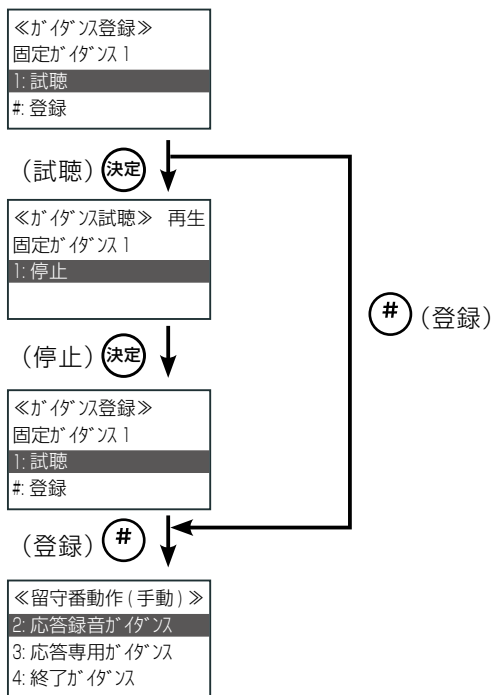 ≪ガイダンス登録≫
固定ガイダンス1
1:試聴
#:登録
(試聴) 決定
≪ガイダンス試聴≫ 再生
固定ガイダンス1
1:停止
# (登録)
(停止) 決定
≪ガイダンス登録≫
固定ガイダンス1
1:試聴
#:登録
(登録) #
≪留守番動作(手動)≫
2:応答録音ガイダンス
3:応答専用ガイダンス
4:終了ガイダンス